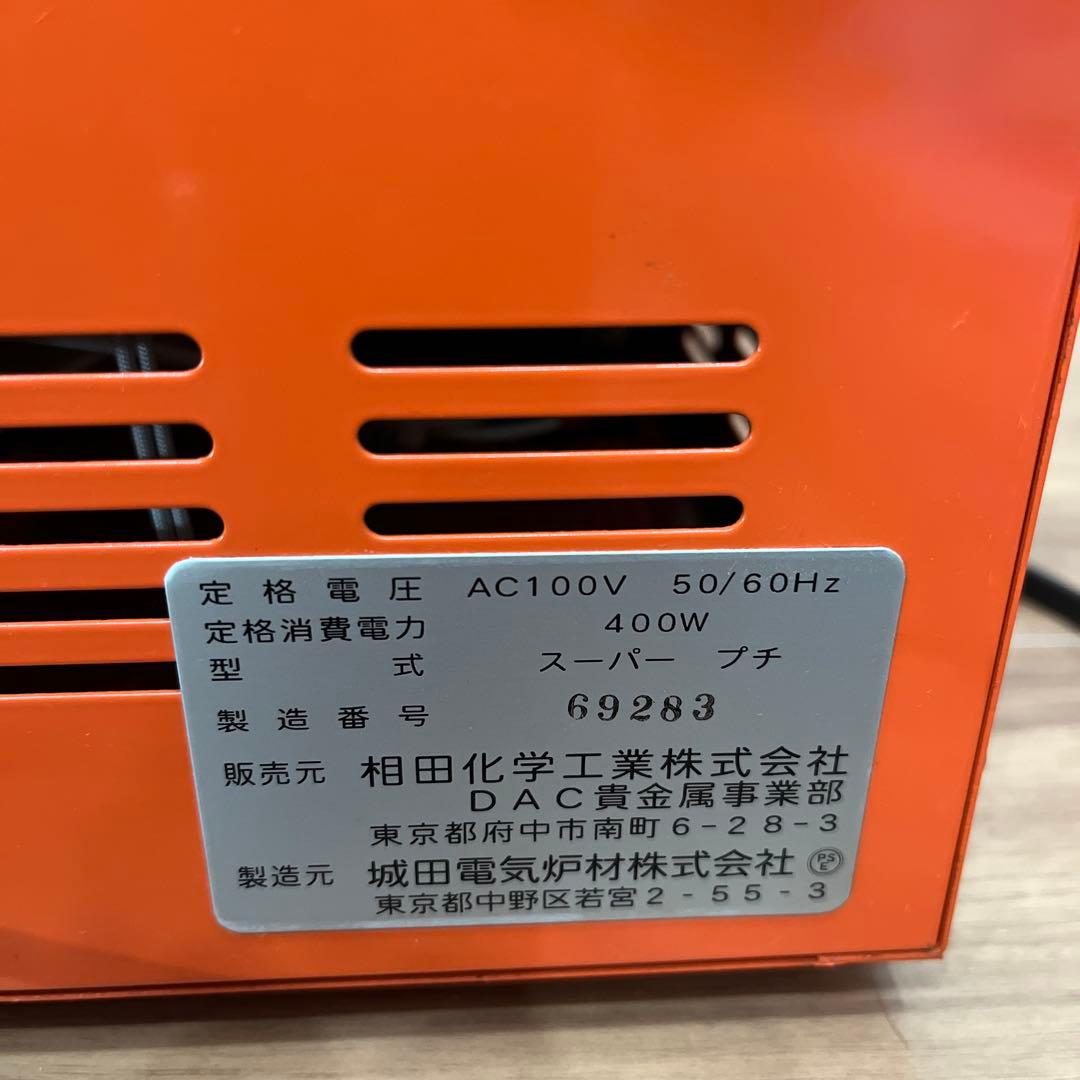 定格電圧 AC100V 50/60Hz
定格消費電力 400W
型式 スーパー プチ
製造番号 69283
販売元 相田化学工業株式会社
DAC貴金属事業部
東京都府中市南町6-28-3
製造元 城田電気炉材株式会社 PSE
東京都中野区若宮2-55-3